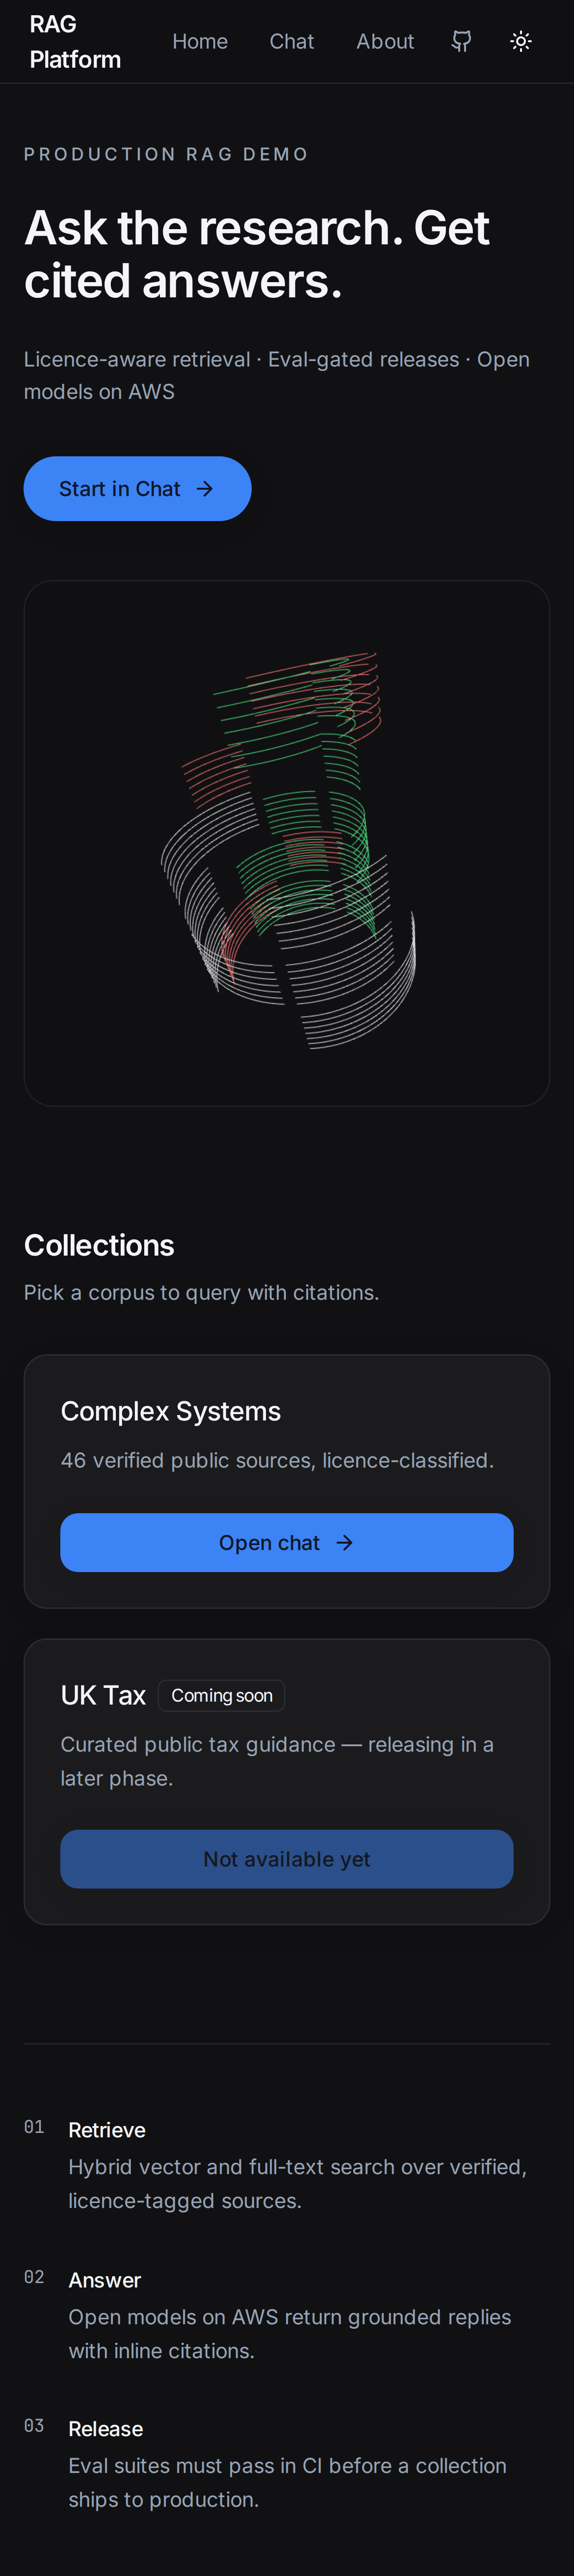 RAG
Platform
Home
Chat
About
PRODUCTION RAG DEMO
Ask the research. Get
cited answers.
Licence-aware retrieval · Eval-gated releases · Open
models on AWS
Start in Chat →
Collections
Pick a corpus to query with citations.
Complex Systems
46 verified public sources, licence-classified.
Open chat →
UK Tax
Coming soon
Curated public tax guidance — releasing in a
later phase.
Not available yet
01
Retrieve
Hybrid vector and full-text search over verified,
licence-tagged sources.
02
Answer
Open models on AWS return grounded replies
with inline citations.
03
Release
Eval suites must pass in CI before a collection
ships to production.